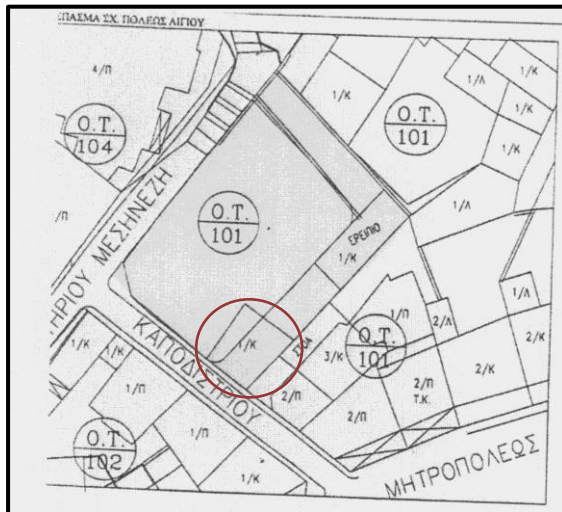 ΣΠΑΣΜΑ ΣΧ. ΠΟΛΕΩΣ ΑΙΓΙΟΥ
4/Π
Ο.Τ.
104
1/Κ
1/Λ
1/Κ
1/Κ
1/Κ
Ο.Τ.
101
ΜΕΣΗΝΕΖΗ
/Π
Ο.Τ.
101
ΕΡΕΙΠΙΟ
1/Κ
1/Λ
ΚΑΠΟΔΙΣΤΡΙΟΥ
1/Κ
1/Π
2/Λ
1/Λ
2/Κ
3/Κ
Ο.Τ.
101
2/Κ
2/Π
Τ.Κ.
2/Π
2/Π
1/Κ
1/Κ
1/Π
1/Π
Ο.Τ.
102
1/Π
1/Κ
ΜΗΤΡΟΠΟΛΕΩΣ